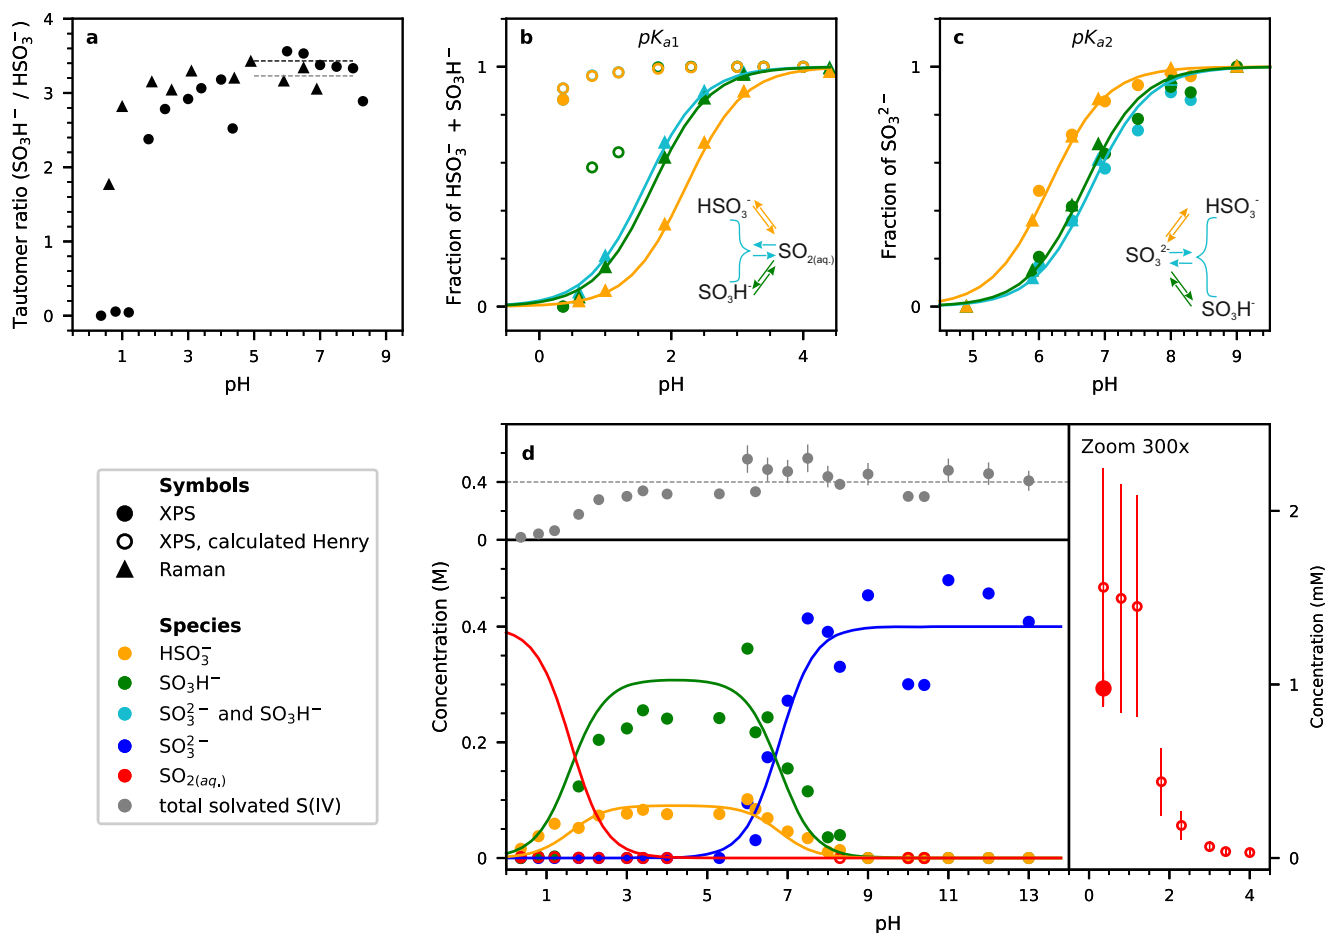 a
Tautomer ratio (SO₃H⁻ / HSO₃⁻)
4
3
2
1
0
1 3 5 7 9
pH
b
pKₐ₁
Fraction of HSO₃⁻ + SO₃H⁻
1
0
HSO₃⁻
SO₂₍ₐq.₎
SO₃H⁻
0 2 4
pH
c
pKₐ₂
Fraction of SO₃²⁻
1
0
HSO₃⁻
SO₃²⁻
SO₃H⁻
5 6 7 8 9
pH
Symbols
XPS
XPS, calculated Henry
Raman
Species
HSO₃⁻
SO₃H⁻
SO₃²⁻ and SO₃H⁻
SO₃²⁻
SO₂₍ₐq.₎
total solvated S(IV)
d
Zoom 300x
Concentration (M)
0.4
0
0.4
0.2
0
1 3 5 7 9 11 13
pH
0 2 4
2
1
0
Concentration (mM)